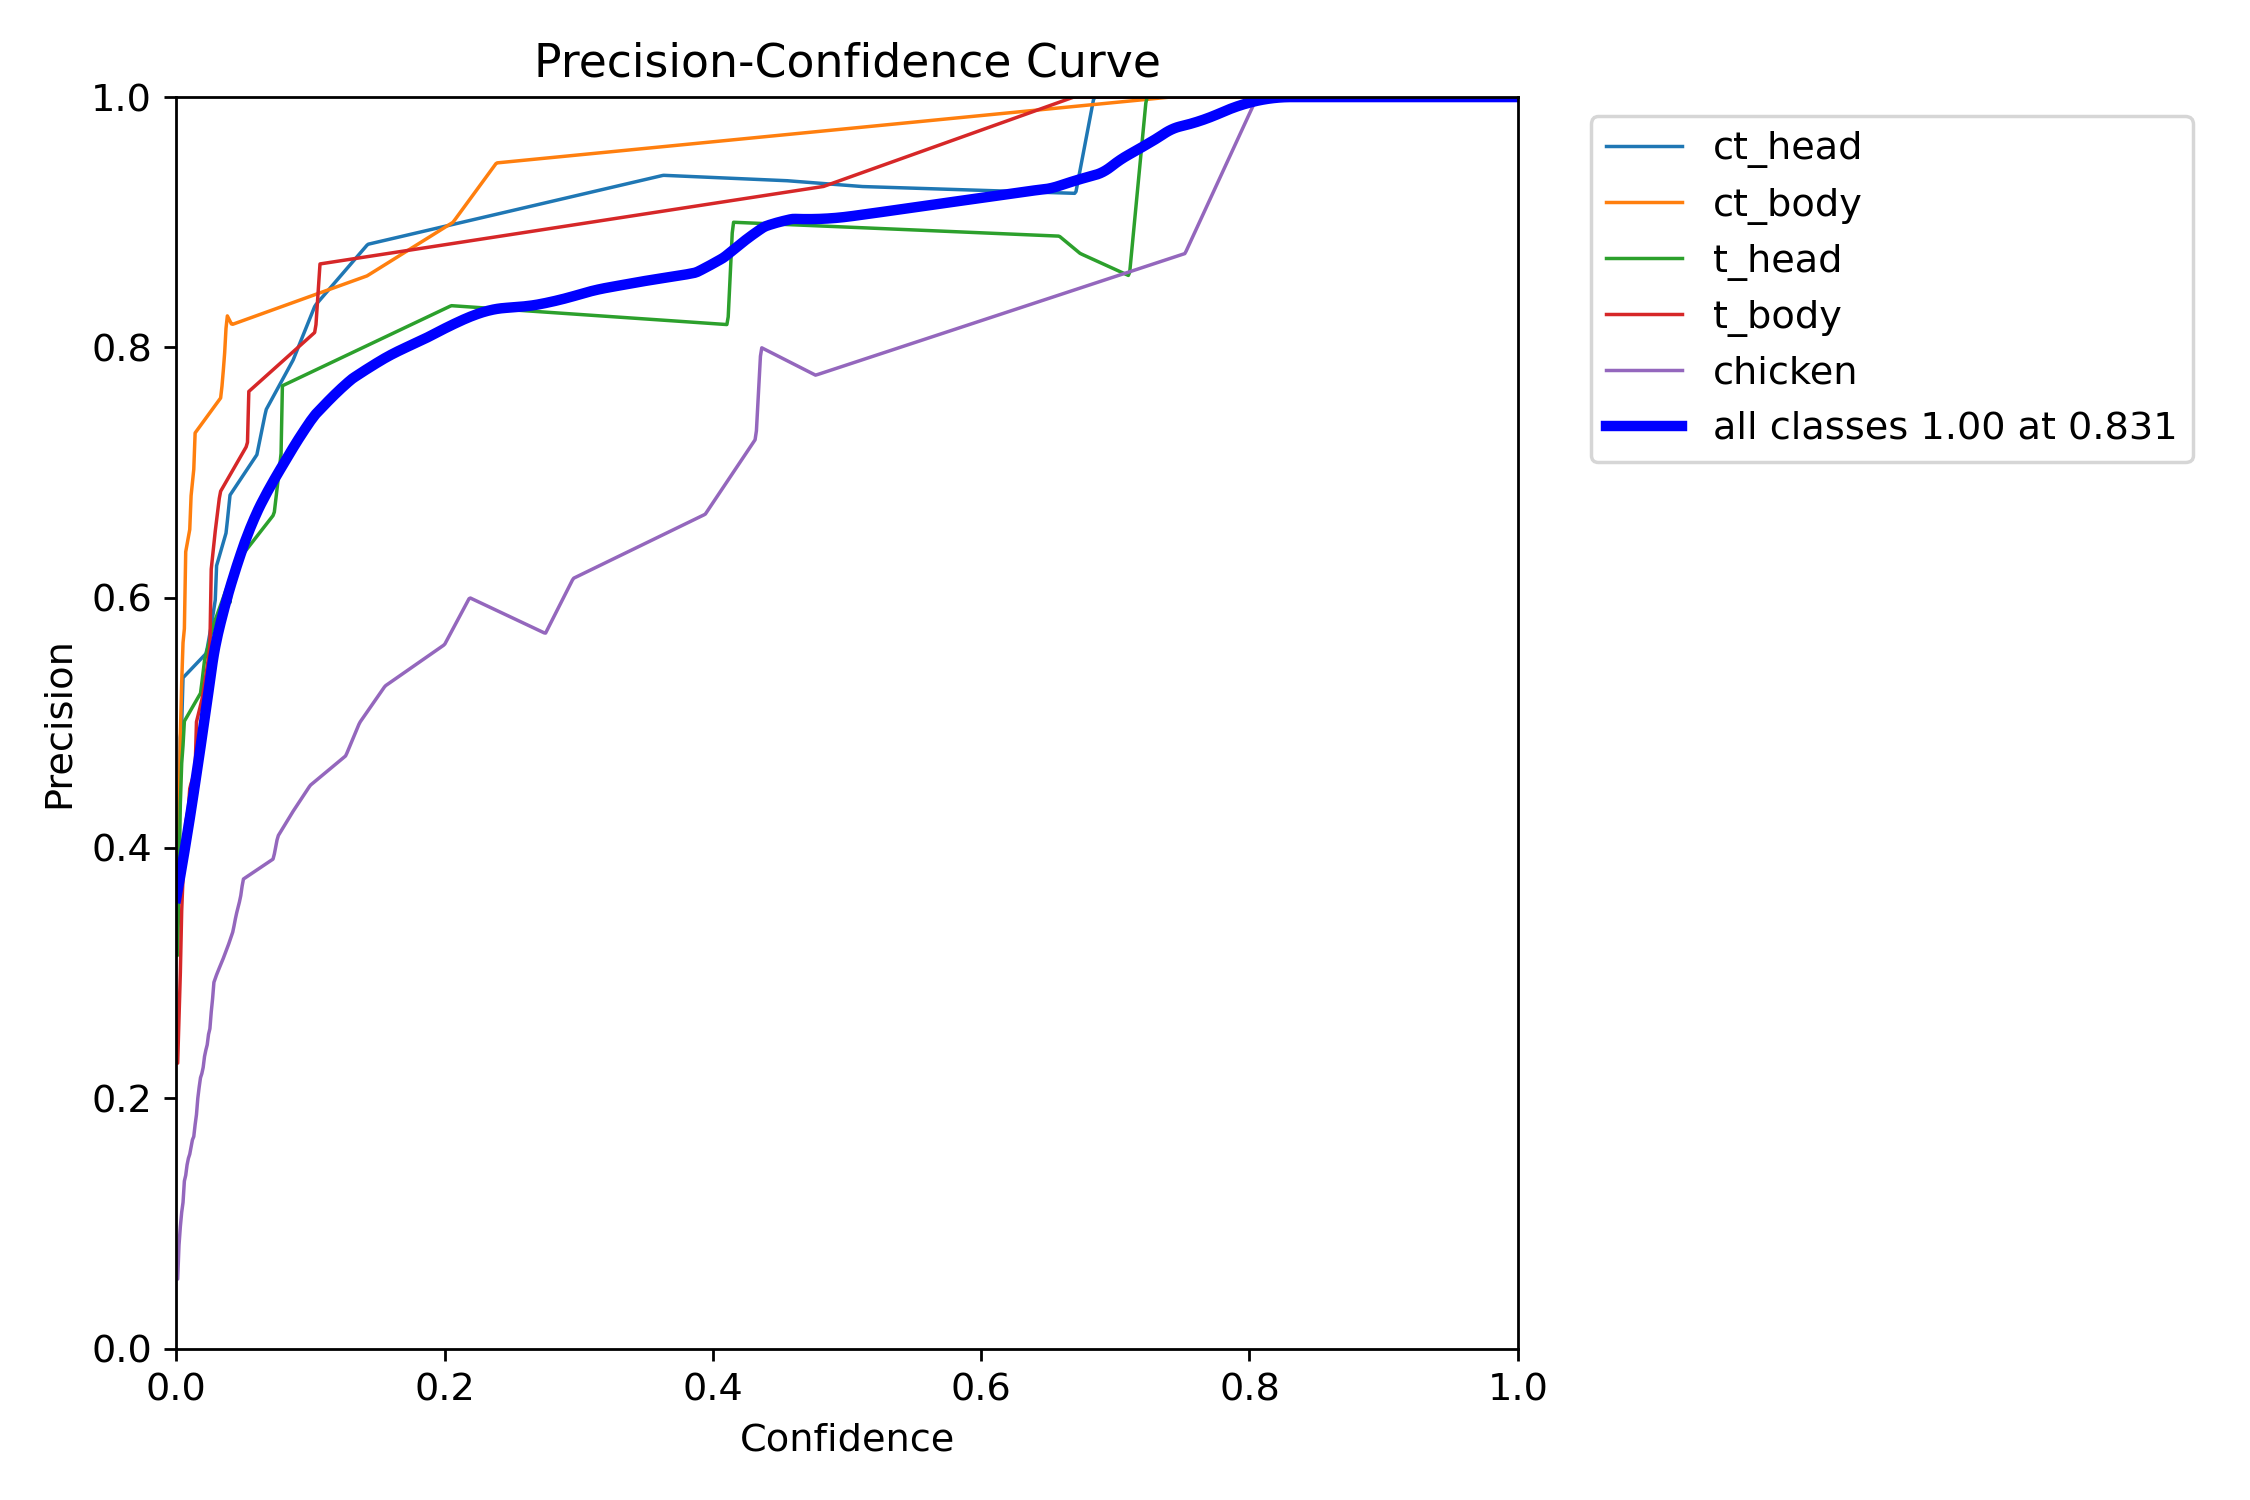 Precision-Confidence Curve
1.0
0.8
0.6
0.4
0.2
0.0
Precision
0.0 0.2 0.4 0.6 0.8 1.0
Confidence
ct_head
ct_body
t_head
t_body
chicken
all classes 1.00 at 0.831